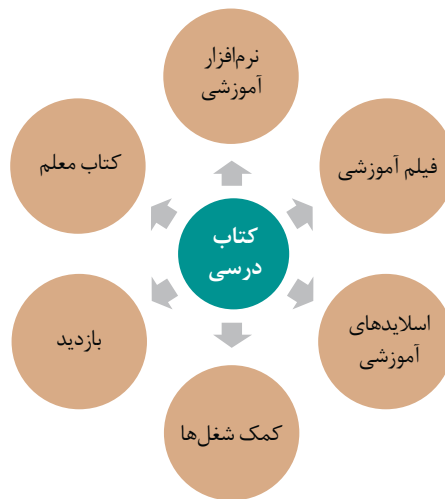 نرم‌افزار
آموزشی
فیلم آموزشی
کتاب معلم
کتاب
درسی
اسلایدهای
آموزشی
بازدید
کمک شغل‌ها